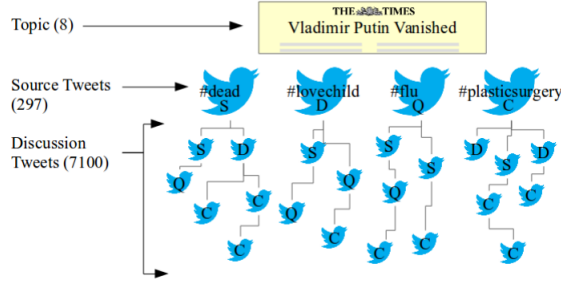 THE TIMES
Topic (8)
Vladimir Putin Vanished
Source Tweets
(297)
#dead
S
#lovechild
D
#flu
Q
#plasticsurgery
C
Discussion
Tweets (7100)
S D S S S D S D
Q C C Q Q Q C C C
C C C C C